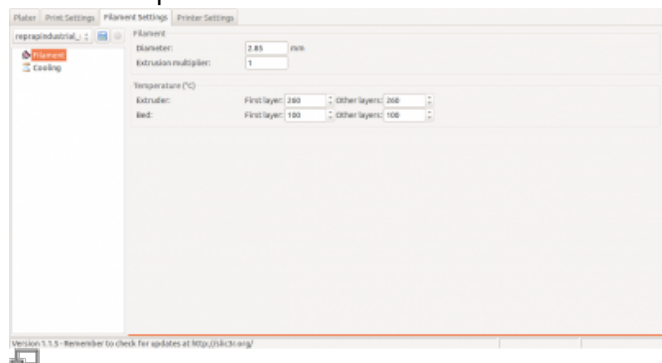 Plater Print Settings Filament Settings Printer Settings
reprapindustrial_
Filament
Cooling
Filament
Diameter: 2.85 mm
Extrusion multiplier: 1
Temperature (°C)
Extruder: First layer: 260 Other layers: 260
Bed: First layer: 100 Other layers: 100
Version 1.1.5 - Remember to check for updates at http://slic3r.org/